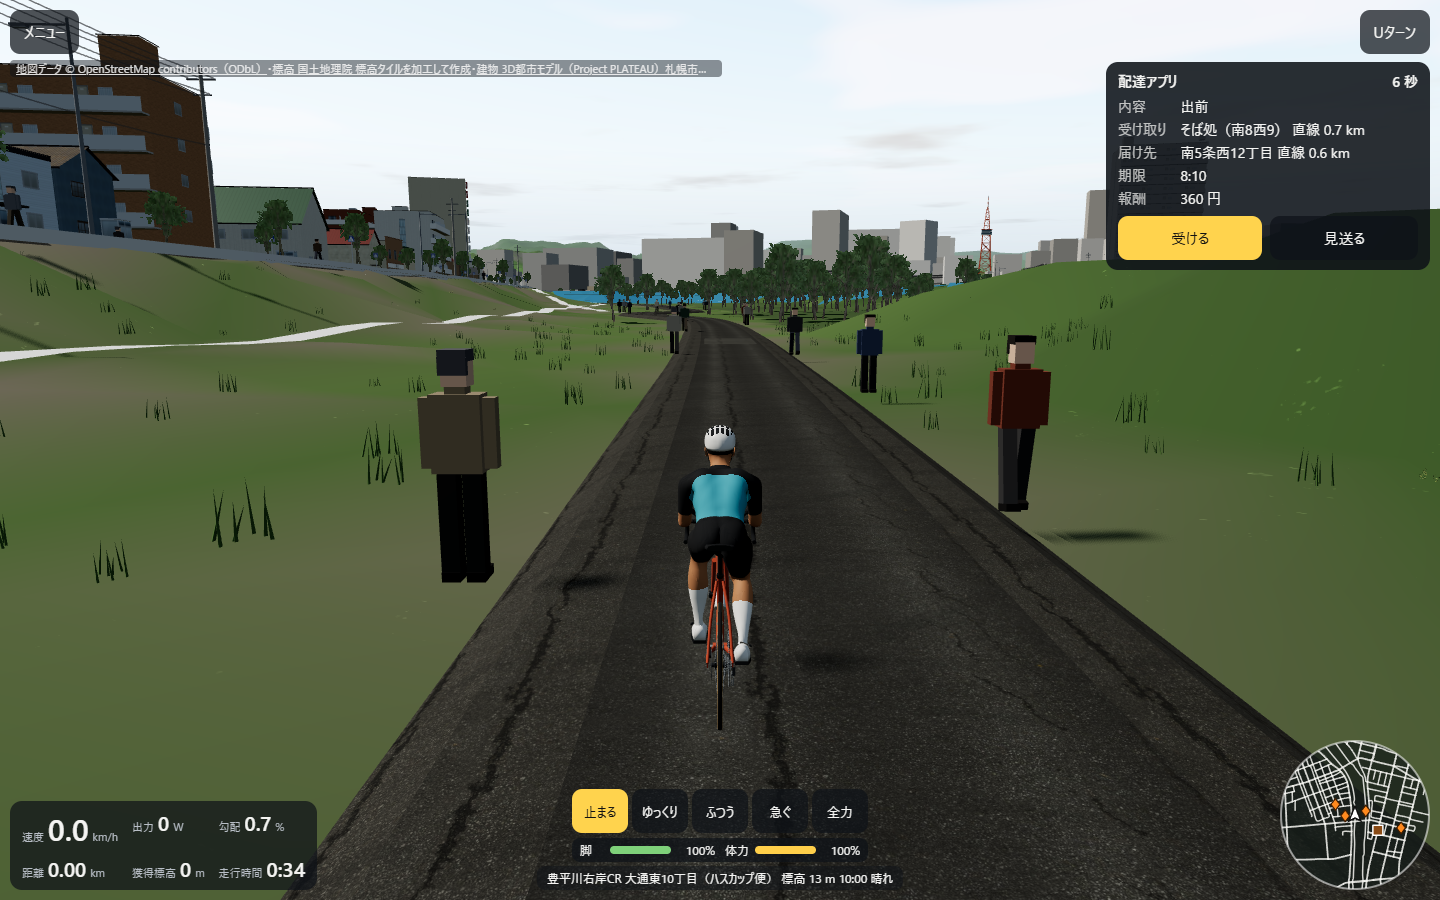 メニュー
Uターン
地図データ © OpenStreetMap contributors（ODbL）・標高 国土地理院 標高タイルを加工して作成・建物 3D都市モデル（Project PLATEAU）札幌市…
配達アプリ 6 秒
内容 出前
受け取り そば処（南8西9） 直線 0.7 km
届け先 南5条西12丁目 直線 0.6 km
期限 8:10
報酬 360 円
受ける 見送る
速度 0.0 km/h 出力 0 W 勾配 0.7 %
距離 0.00 km 獲得標高 0 m 走行時間 0:34
止まる ゆっくり ふつう 急ぐ 全力
脚 100% 体力 100%
豊平川右岸CR 大通東10丁目（ハスカップ便） 標高 13 m 10:00 晴れ